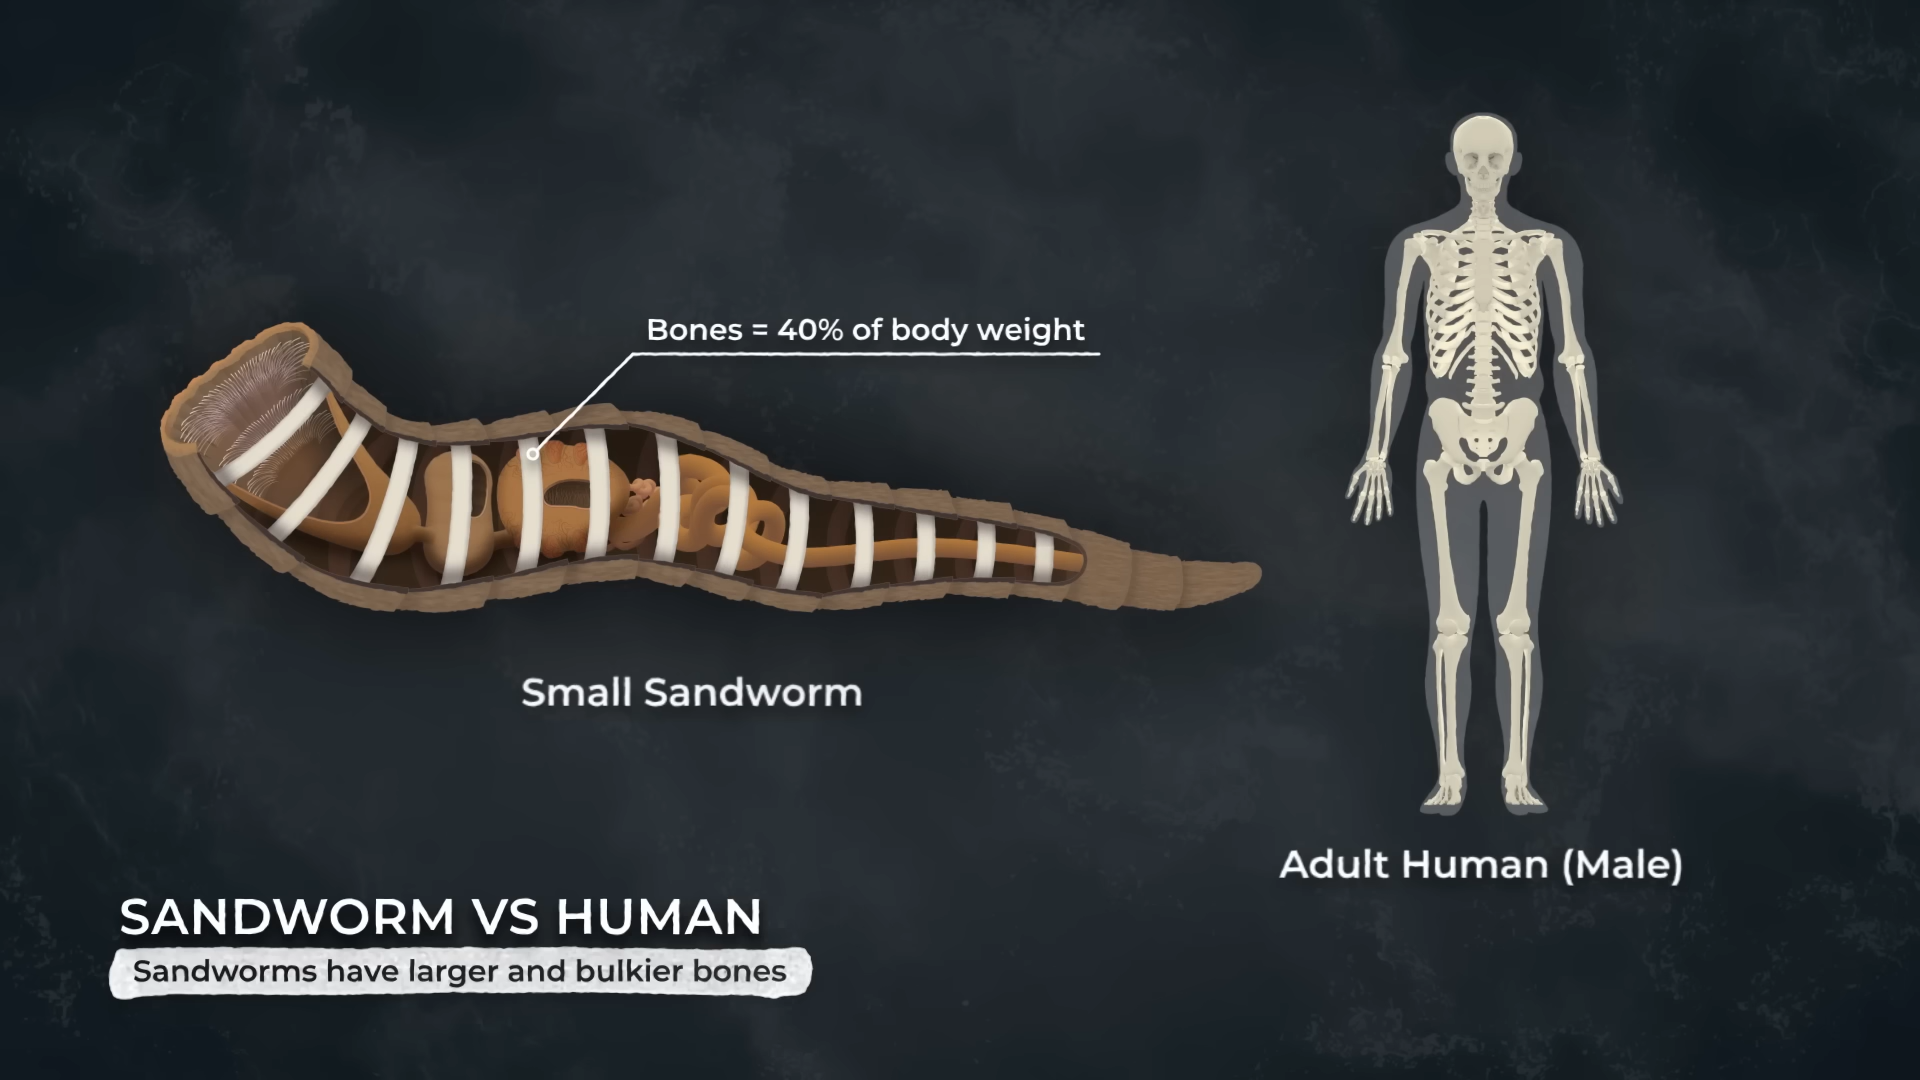 Bones = 40% of body weight
Small Sandworm
Adult Human (Male)
SANDWORM VS HUMAN
Sandworms have larger and bulkier bones